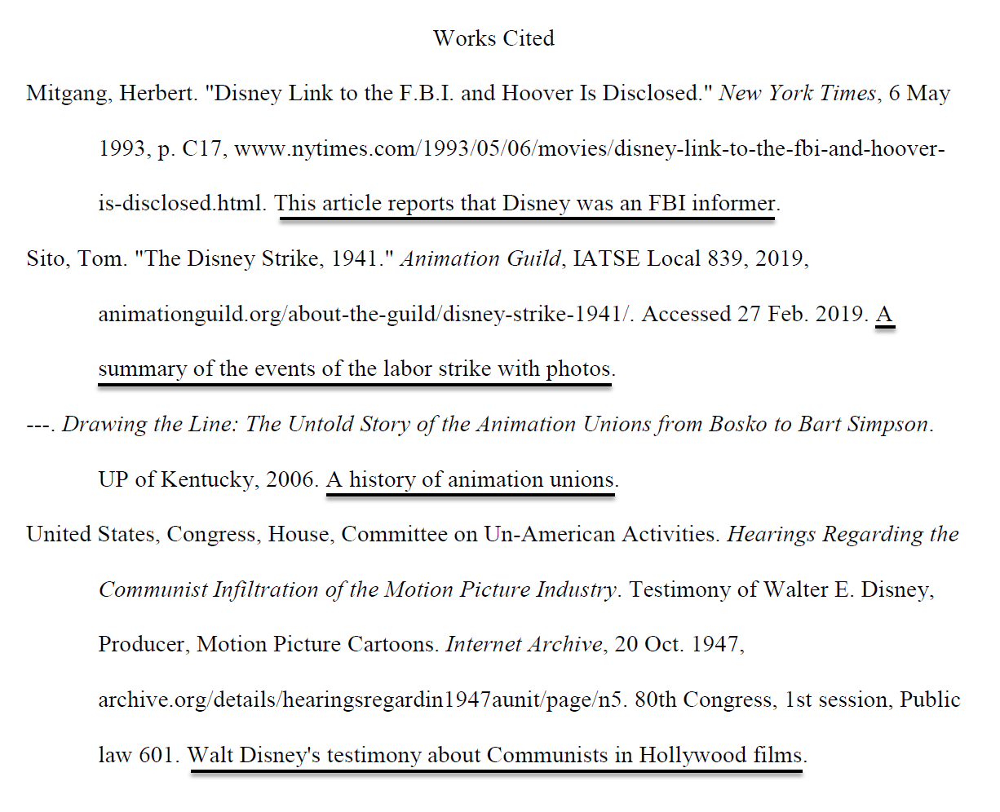 Works Cited
Mitgang, Herbert. "Disney Link to the F.B.I. and Hoover Is Disclosed." New York Times, 6 May
1993, p. C17, www.nytimes.com/1993/05/06/movies/disney-link-to-the-fbi-and-hoover-
is-disclosed.html. This article reports that Disney was an FBI informer.
Sito, Tom. "The Disney Strike, 1941." Animation Guild, IATSE Local 839, 2019,
animationguild.org/about-the-guild/disney-strike-1941/. Accessed 27 Feb. 2019. A
summary of the events of the labor strike with photos.
---. Drawing the Line: The Untold Story of the Animation Unions from Bosko to Bart Simpson.
UP of Kentucky, 2006. A history of animation unions.
United States, Congress, House, Committee on Un-American Activities. Hearings Regarding the
Communist Infiltration of the Motion Picture Industry. Testimony of Walter E. Disney,
Producer, Motion Picture Cartoons. Internet Archive, 20 Oct. 1947,
archive.org/details/hearingsregardin1947aunit/page/n5. 80th Congress, 1st session, Public
law 601. Walt Disney's testimony about Communists in Hollywood films.